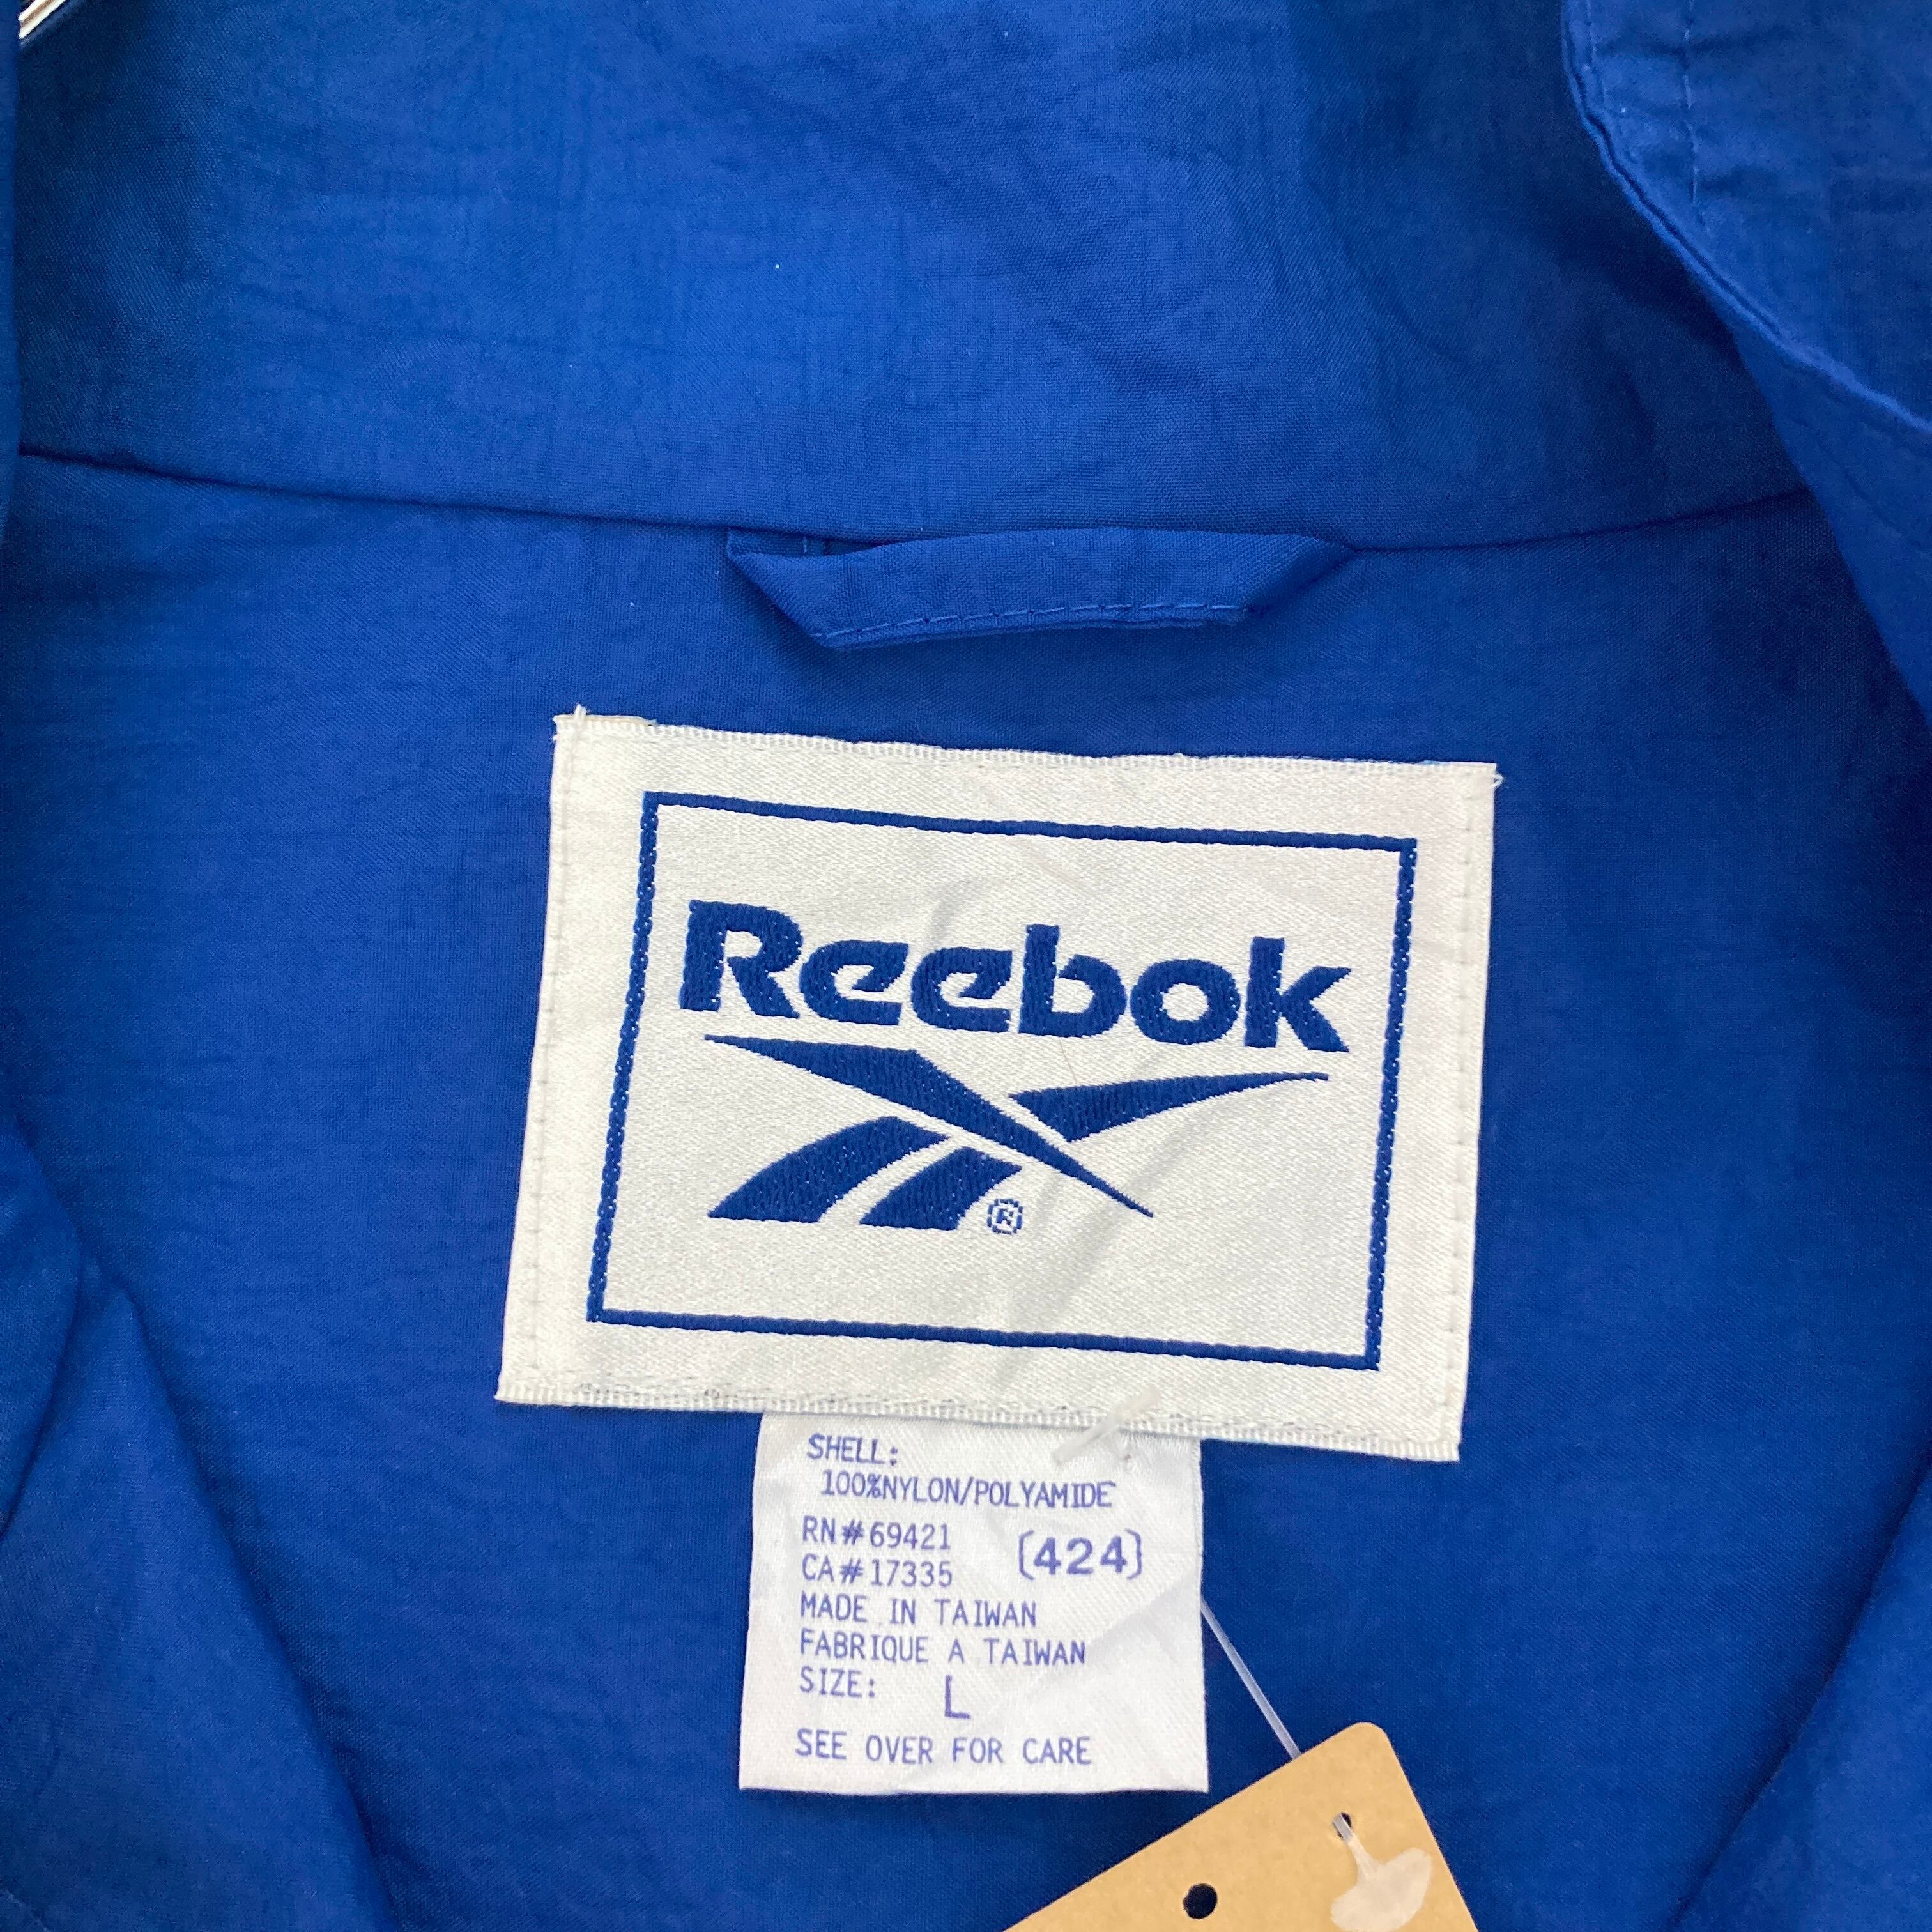 Reebok
®
SHELL:
100%NYLON/POLYAMIDE
RN#69421
CA#17335 (424)
MADE IN TAIWAN
FABRIQUE A TAIWAN
SIZE: L
SEE OVER FOR CARE